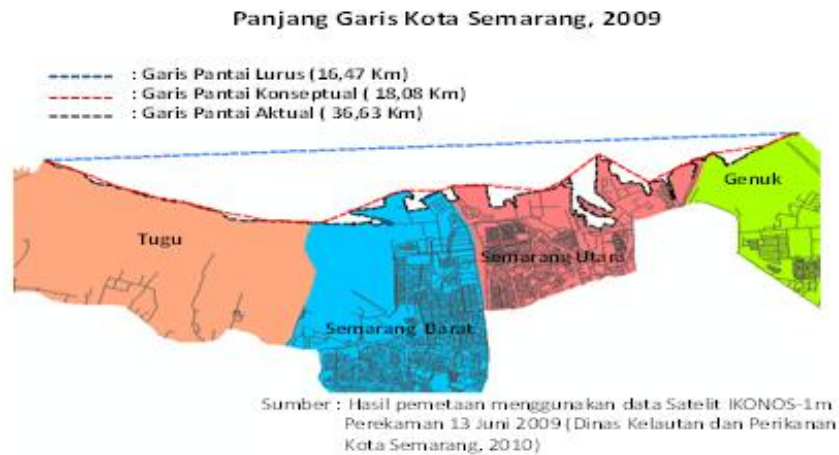 Panjang Garis Kota Semarang, 2009
: Garis Pantai Lurus (16,47 Km)
: Garis Pantai Konseptual ( 18,08 Km)
: Garis Pantai Aktual ( 36,63 Km)
Genuk
Tugu
Semarang Utara
Semarang Barat
Sumber : Hasil pemetaan menggunakan data Satelit IKONOS-1m
Perekaman 13 Juni 2009 (Dinas Kelautan dan Perikanan
Kota Semarang, 2010)